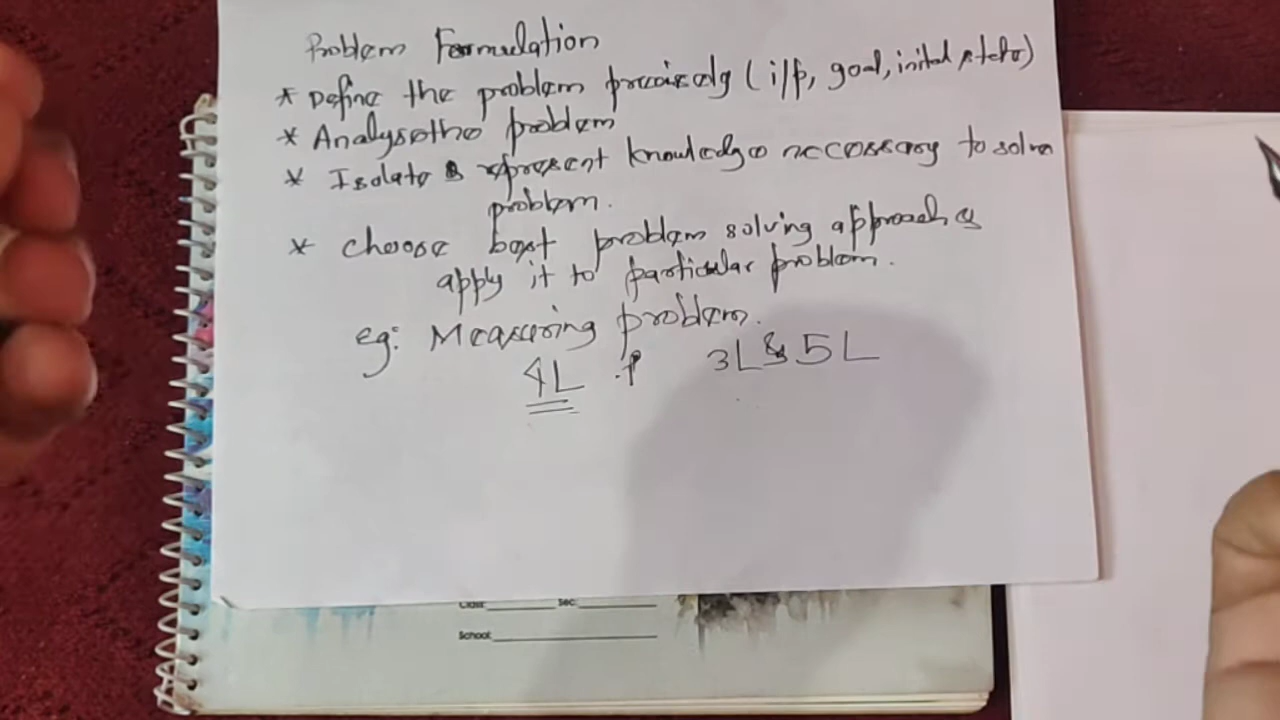 Problem Formulation
* Define the problem precisely (i/p, goal, initial state)
* Analyse the problem
* Isolate & represent knowledge necessary to solve
problem.
* choose best problem solving approach &
apply it to particular problem.
eg: Measuring problem.
4L 3L & 5L
Class: Sec:
School: